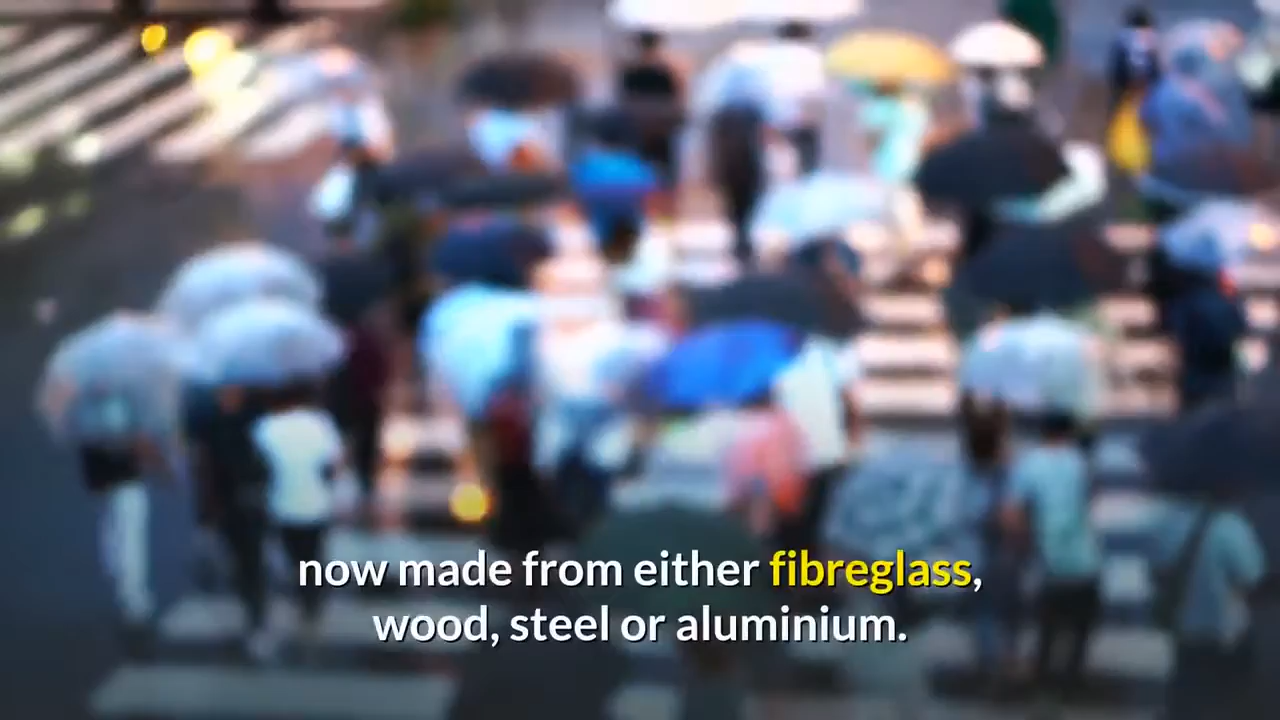 now made from either fibreglass,
wood, steel or aluminium.